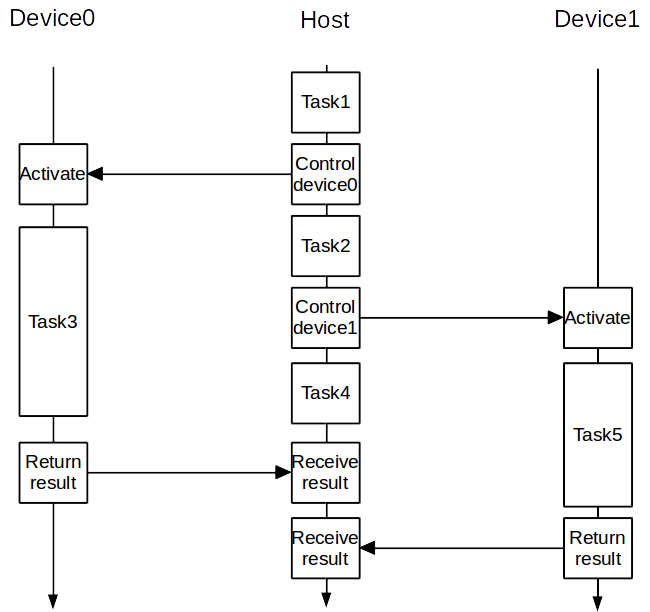 Device0 Host Device1
Task1
Activate
Control
device0
Task2
Task3
Control
device1
Activate
Task4
Task5
Return
result
Receive
result
Receive
result
Return
result